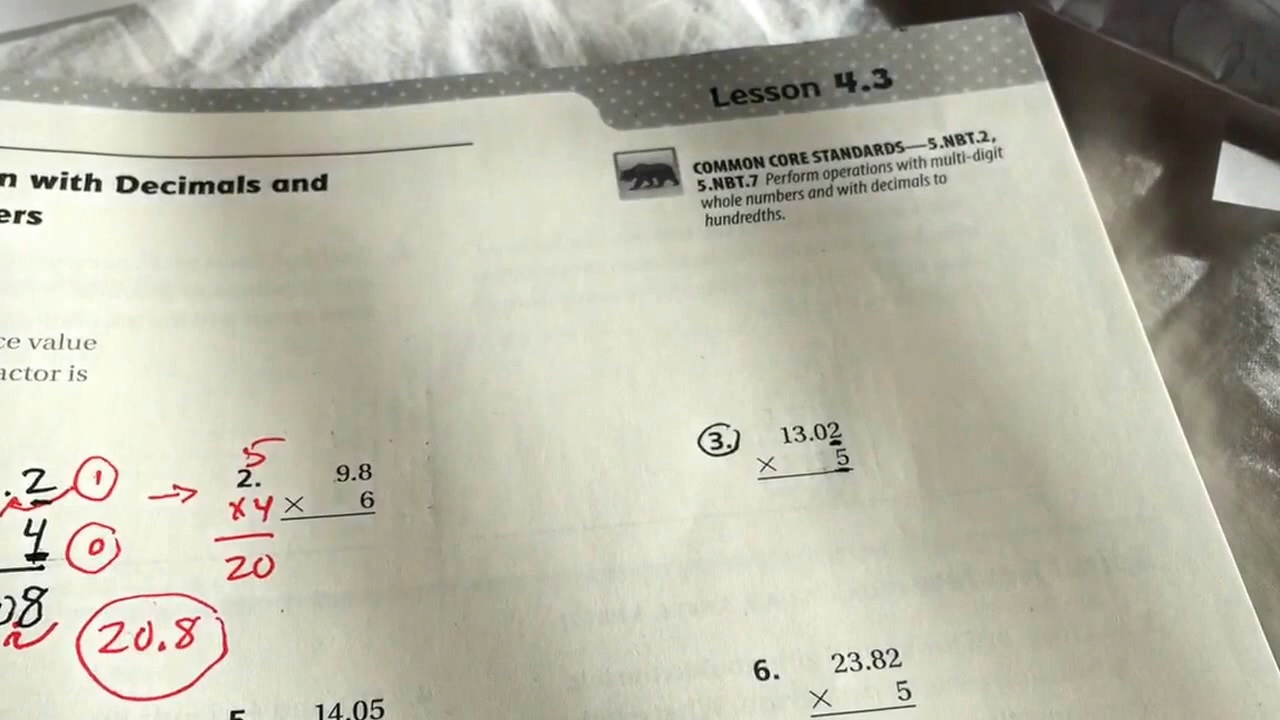 Lesson 4.3
COMMON CORE STANDARDS—5.NBT.2,
5.NBT.7 Perform operations with multi-digit
whole numbers and with decimals to
hundredths.
n with Decimals and
ers
ce value
actor is
.2 1
4 0
08
→
5
×4
20
20.8
2. 9.8
× 6
3. 13.02
× 5
14.05
6. 23.82
× 5